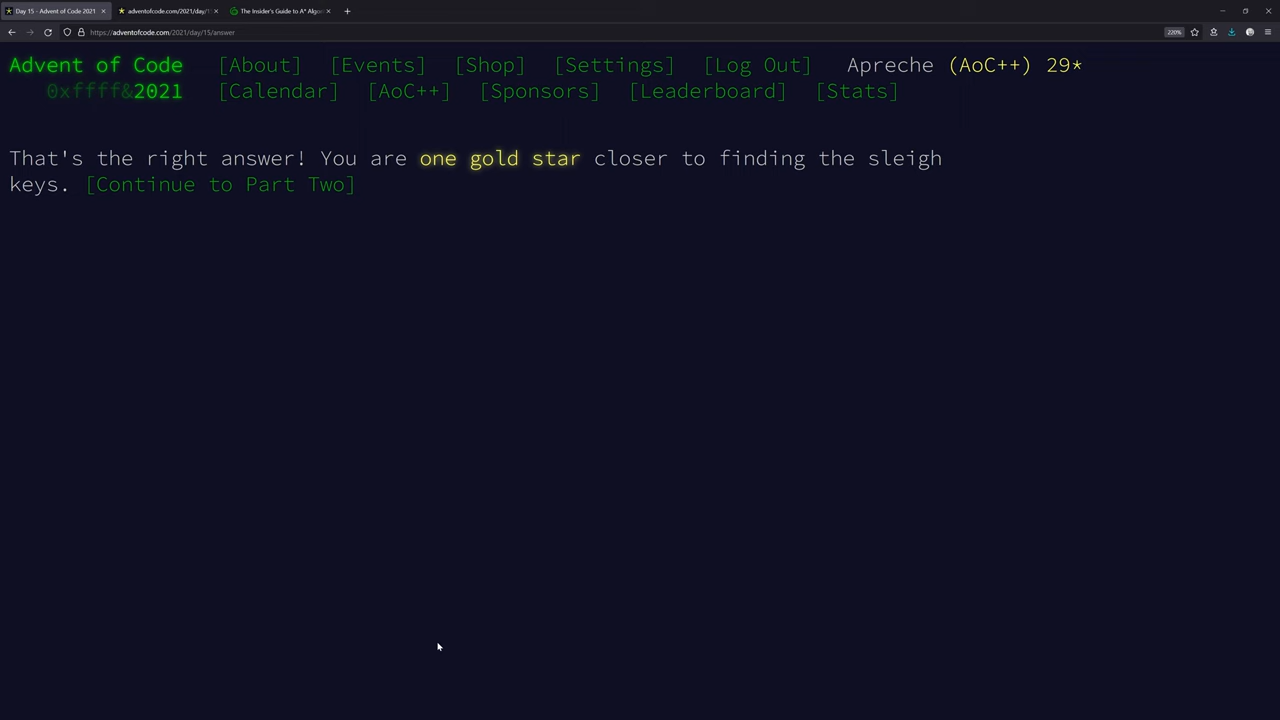 Day 15 - Advent of Code 2021
adventofcode.com/2021/day/1
The Insider's Guide to A* Algo
https://adventofcode.com/2021/day/15/answer
220%
Advent of Code [About] [Events] [Shop] [Settings] [Log Out] Apreche (AoC++) 29*
0xffff&2021 [Calendar] [AoC++] [Sponsors] [Leaderboard] [Stats]
That's the right answer! You are one gold star closer to finding the sleigh
keys. [Continue to Part Two]